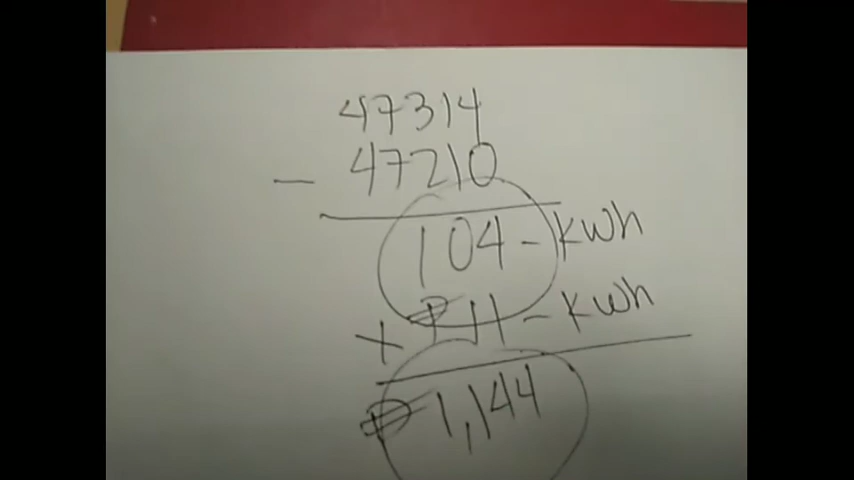 47314
- 47210
104 - kwh
x ₱ 11 - kwh
₱ 1,144